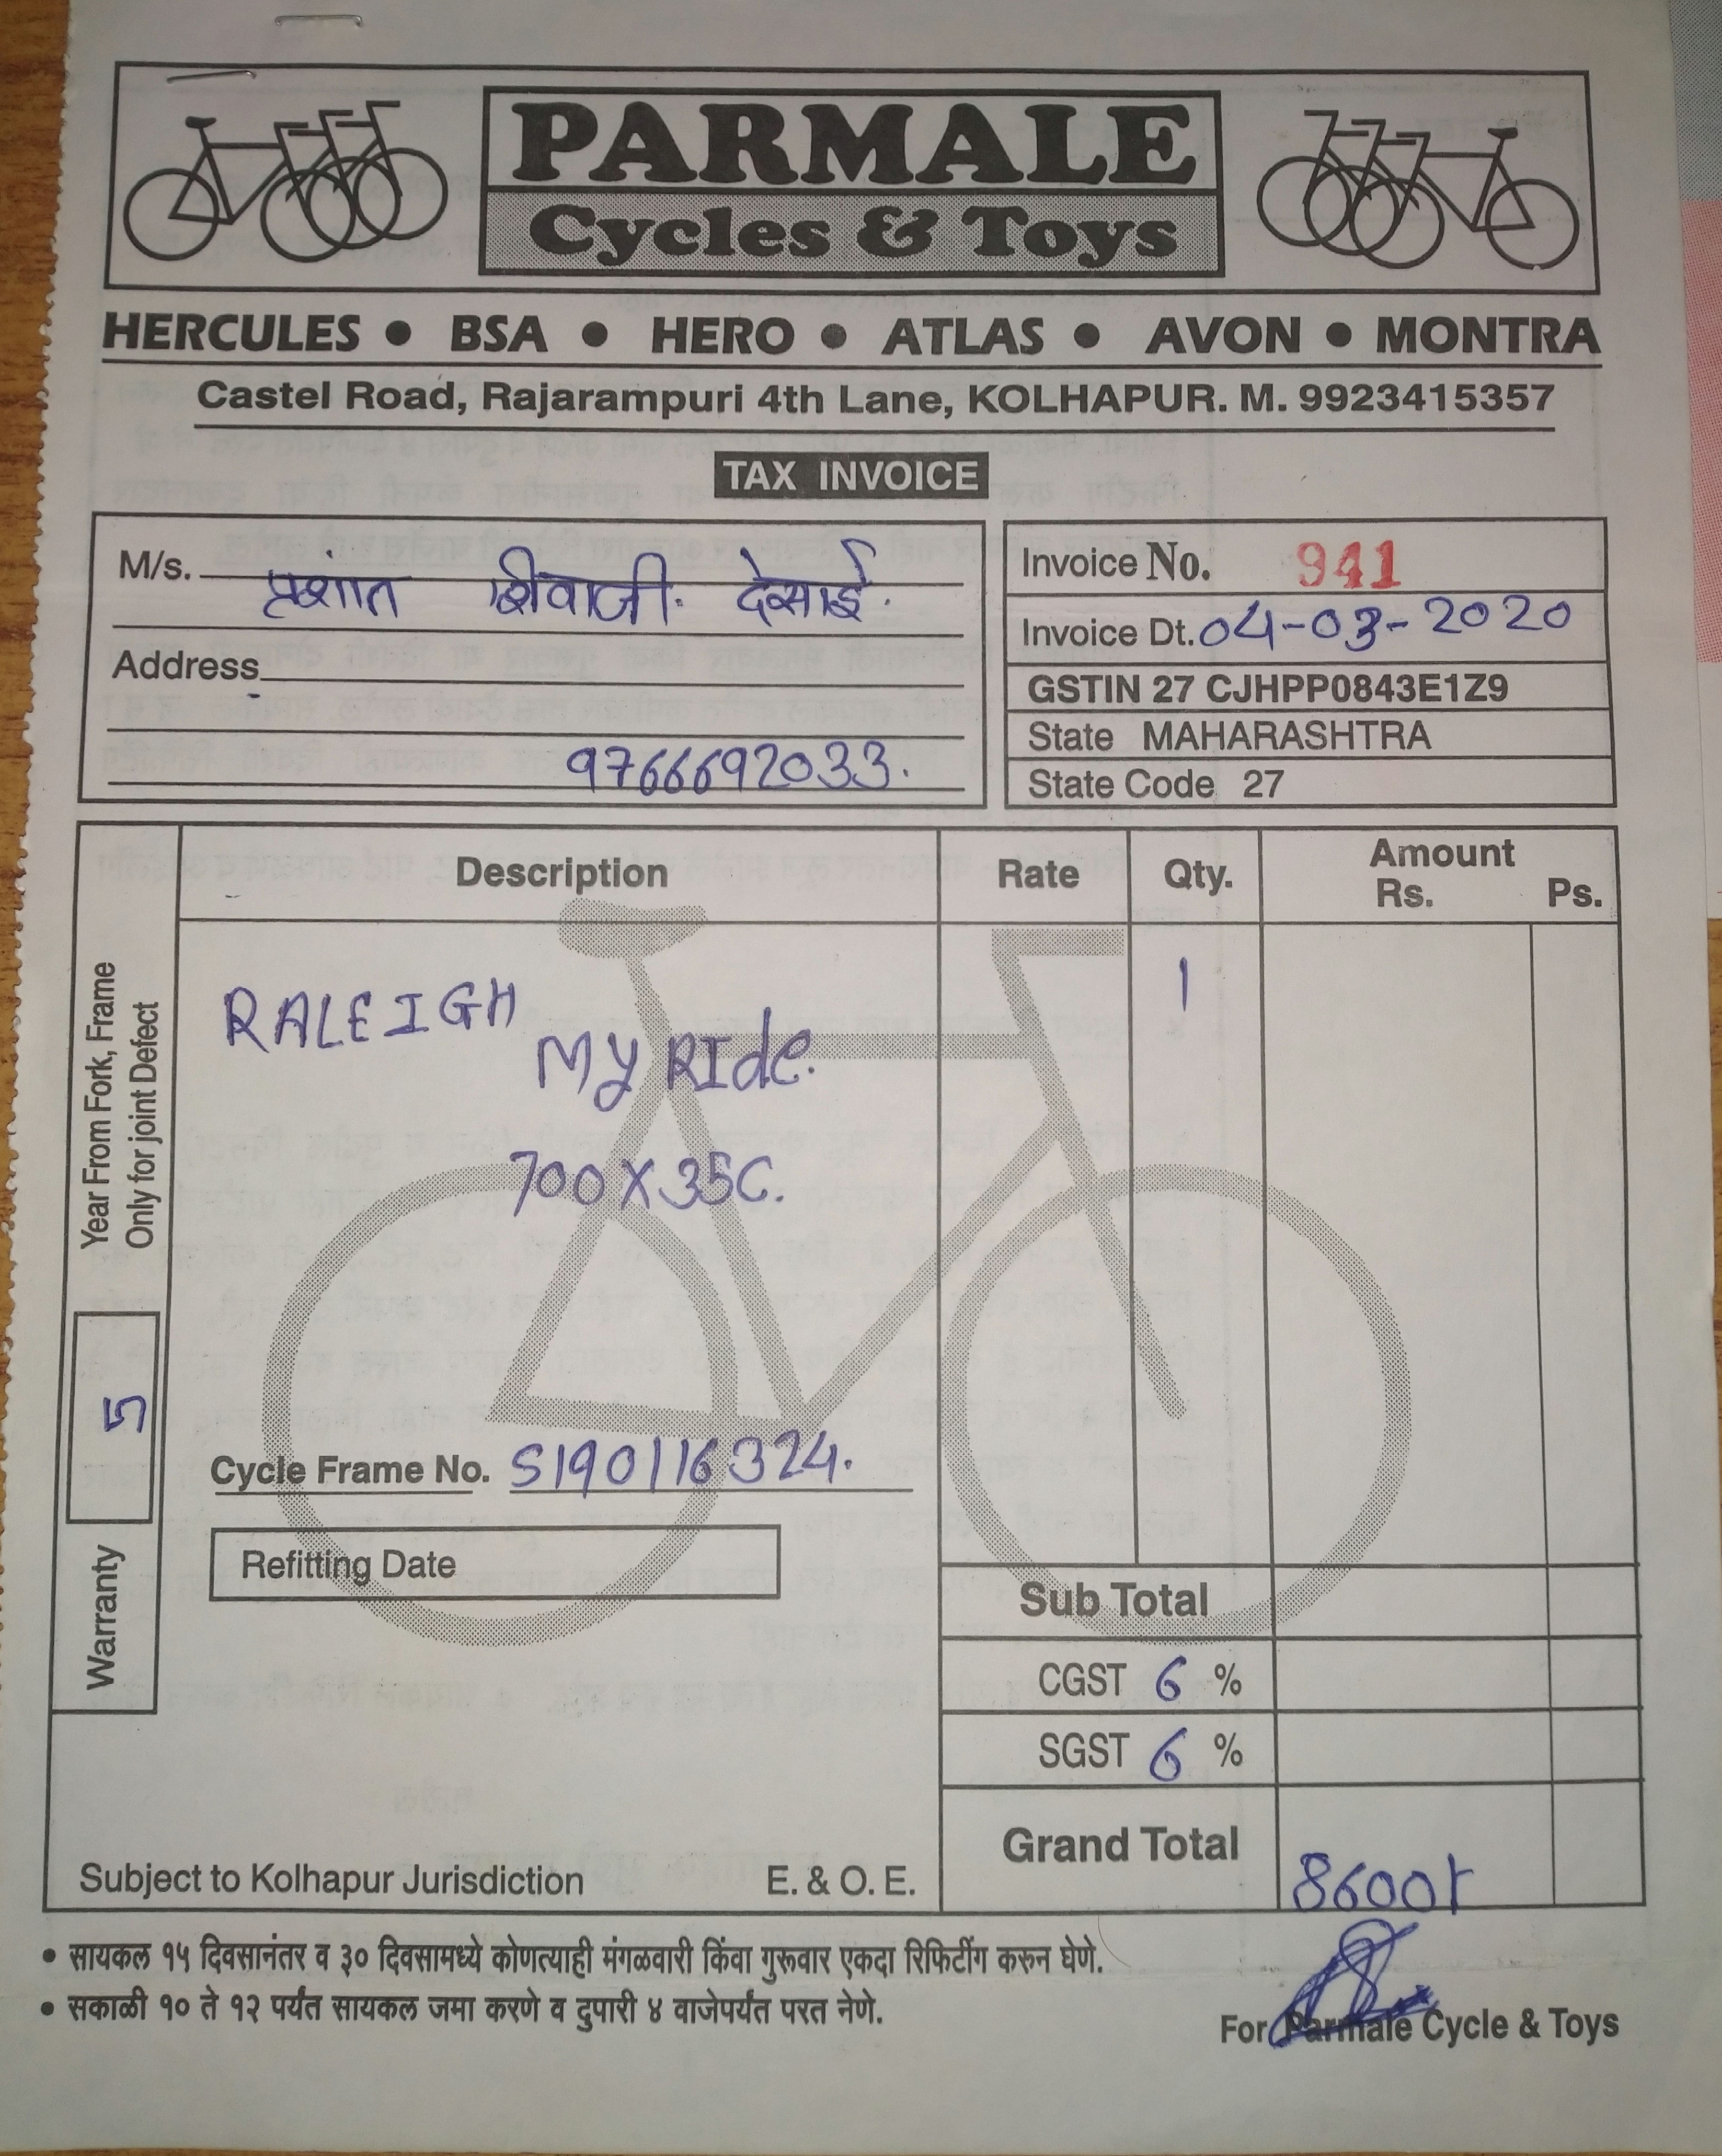 PARMALE
Cycles & Toys
HERCULES ● BSA ● HERO ● ATLAS ● AVON ● MONTRA
Castel Road, Rajarampuri 4th Lane, KOLHAPUR. M. 9923415357
TAX INVOICE
M/s. प्रशांत शिवाजी. देसाई.
Address
9766692033.
Invoice No. 941
Invoice Dt. 04-03-2020
GSTIN 27 CJHPP0843E1Z9
State MAHARASHTRA
State Code 27
Description Rate Qty. Amount
Rs. Ps.
RALEIGH 1
My RIde.
700X35C.
Year From Fork, Frame
Only for joint Defect
5
Warranty
Cycle Frame No. S190116324.
Refitting Date
Sub Total
CGST 6 %
SGST 6 %
Grand Total 8600/-
Subject to Kolhapur Jurisdiction E. & O. E.
● सायकल १५ दिवसानंतर व ३० दिवसामध्ये कोणत्याही मंगळवारी किंवा गुरूवार एकदा रिफिटींग करून घेणे.
● सकाळी १० ते १२ पर्यंत सायकल जमा करणे व दुपारी ४ वाजेपर्यंत परत नेणे.
For Parmale Cycle & Toys